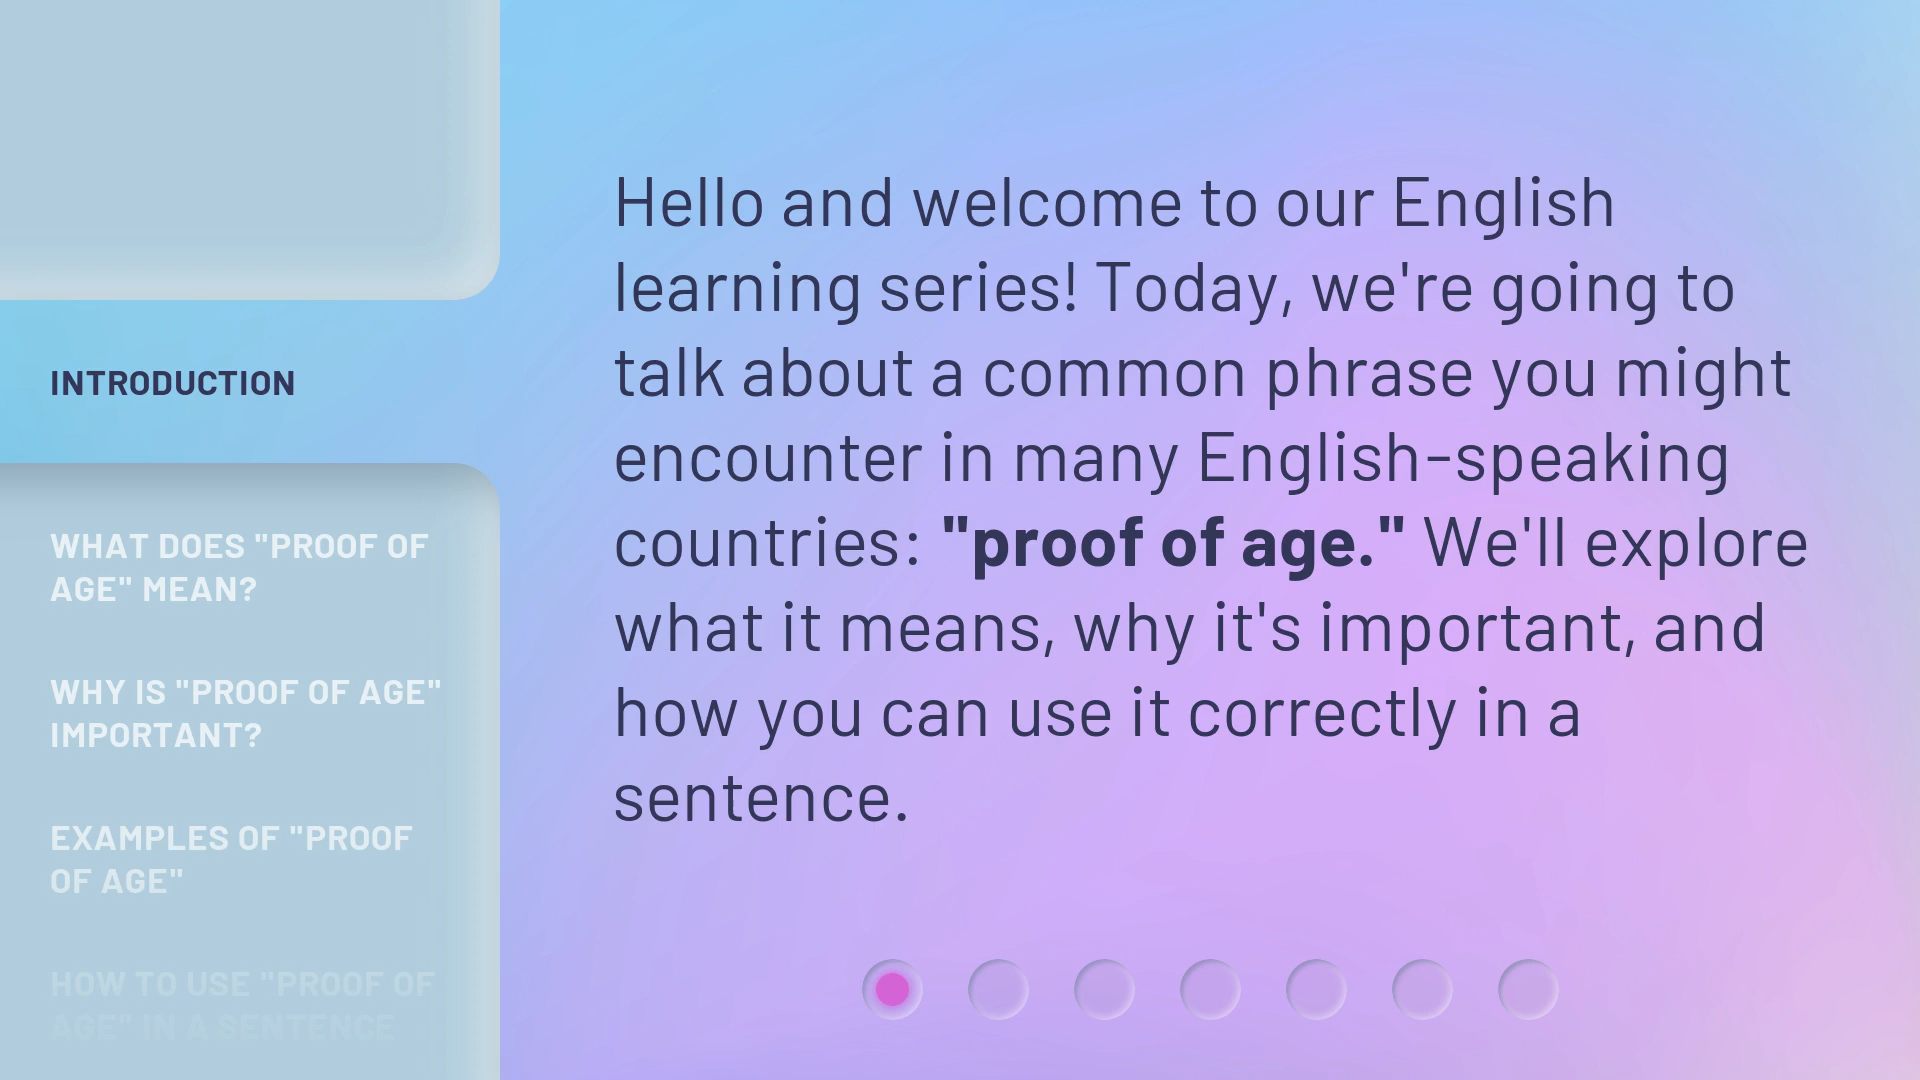 INTRODUCTION
WHAT DOES "PROOF OF
AGE" MEAN?
WHY IS "PROOF OF AGE"
IMPORTANT?
EXAMPLES OF "PROOF
OF AGE"
HOW TO USE "PROOF OF
AGE" IN A SENTENCE
Hello and welcome to our English
learning series! Today, we're going to
talk about a common phrase you might
encounter in many English-speaking
countries: "proof of age." We'll explore
what it means, why it's important, and
how you can use it correctly in a
sentence.